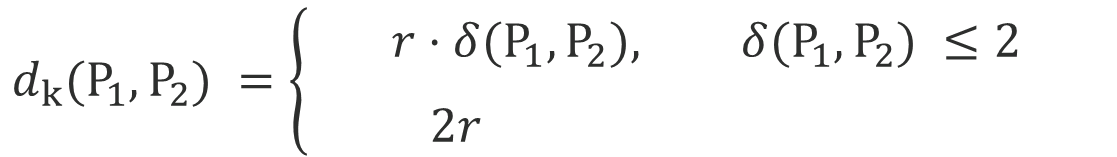 d_k(P_1, P_2) = { r · δ(P_1, P_2), δ(P_1, P_2) ≤ 2
2r